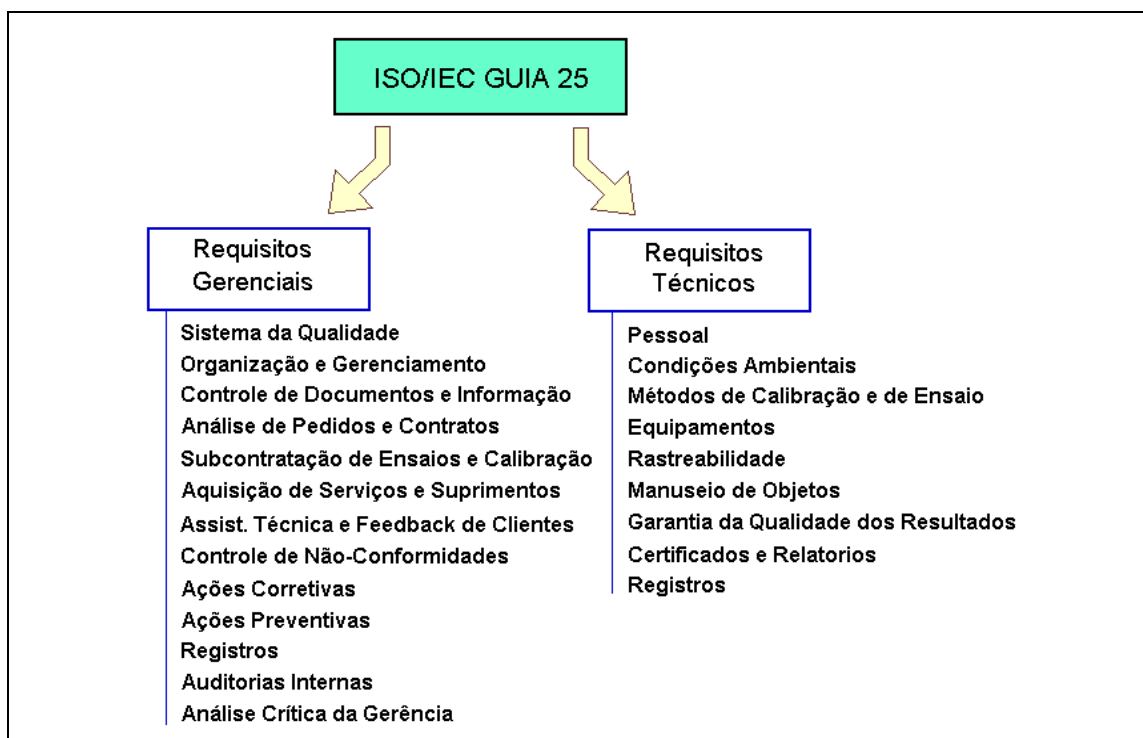 ISO/IEC GUIA 25
Requisitos
Gerenciais
Sistema da Qualidade
Organização e Gerenciamento
Controle de Documentos e Informação
Análise de Pedidos e Contratos
Subcontratação de Ensaios e Calibração
Aquisição de Serviços e Suprimentos
Assist. Técnica e Feedback de Clientes
Controle de Não-Conformidades
Ações Corretivas
Ações Preventivas
Registros
Auditorias Internas
Análise Crítica da Gerência
Requisitos
Técnicos
Pessoal
Condições Ambientais
Métodos de Calibração e de Ensaio
Equipamentos
Rastreabilidade
Manuseio de Objetos
Garantia da Qualidade dos Resultados
Certificados e Relatorios
Registros